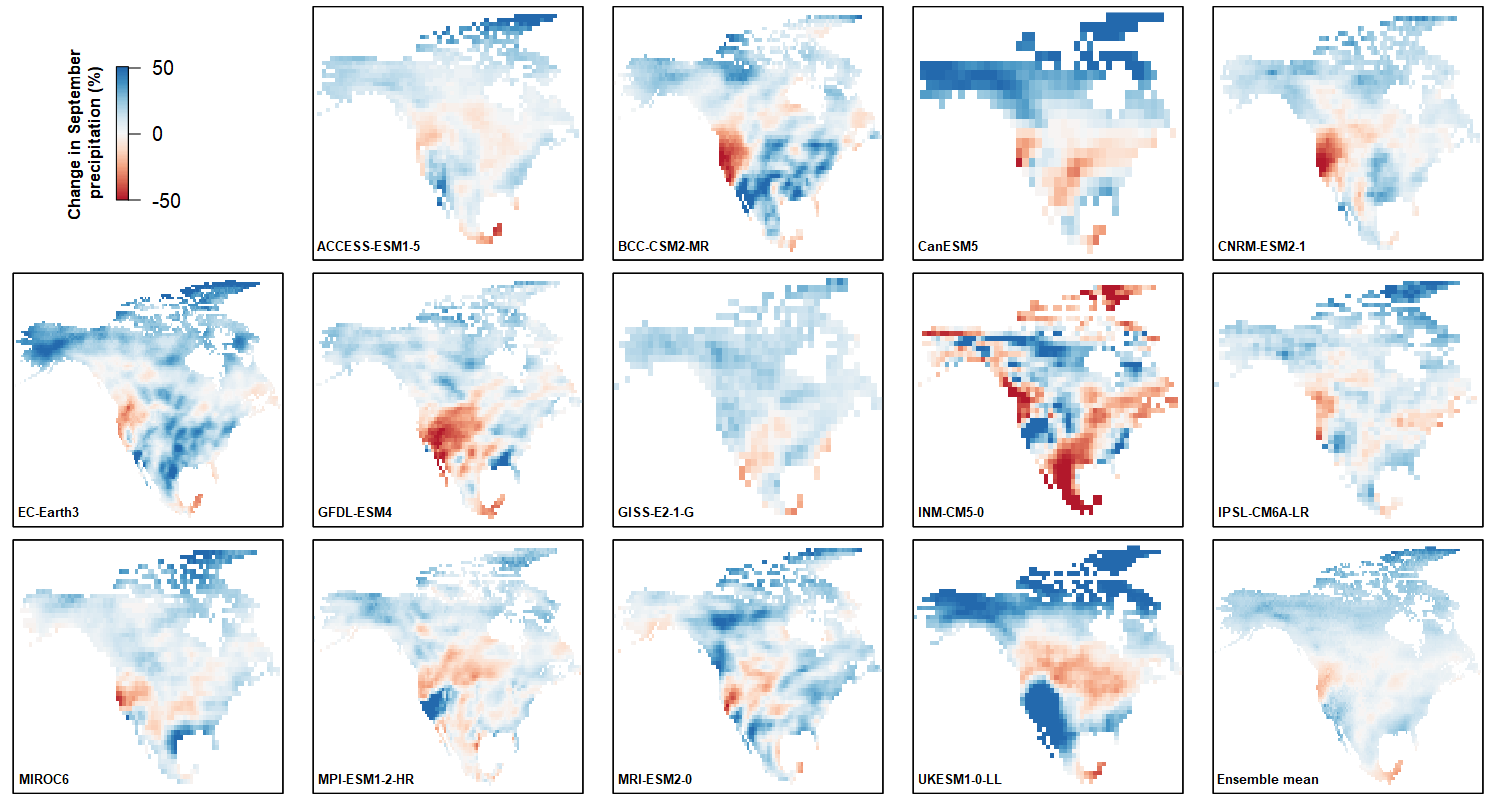 Change in September
precipitation (%)
50
0
-50
ACCESS-ESM1-5
BCC-CSM2-MR
CanESM5
CNRM-ESM2-1
EC-Earth3
GFDL-ESM4
GISS-E2-1-G
INM-CM5-0
IPSL-CM6A-LR
MIROC6
MPI-ESM1-2-HR
MRI-ESM2-0
UKESM1-0-LL
Ensemble mean